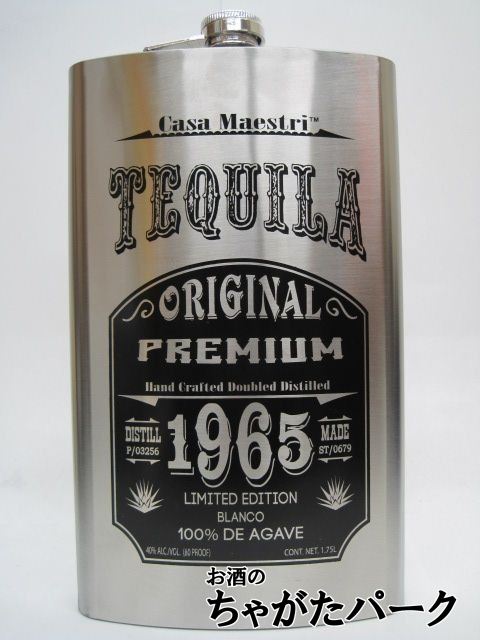 Casa Maestri™
TEQUILA
ORIGINAL
PREMIUM
Hand Crafted Doubled Distilled
DISTILL
P/03256
1965
MADE
ST/0679
LIMITED EDITION
BLANCO
100% DE AGAVE
40% ALC./VOL. (80 PROOF)
CONT. NET. 1.75L
お酒の
ちゃがたパーク